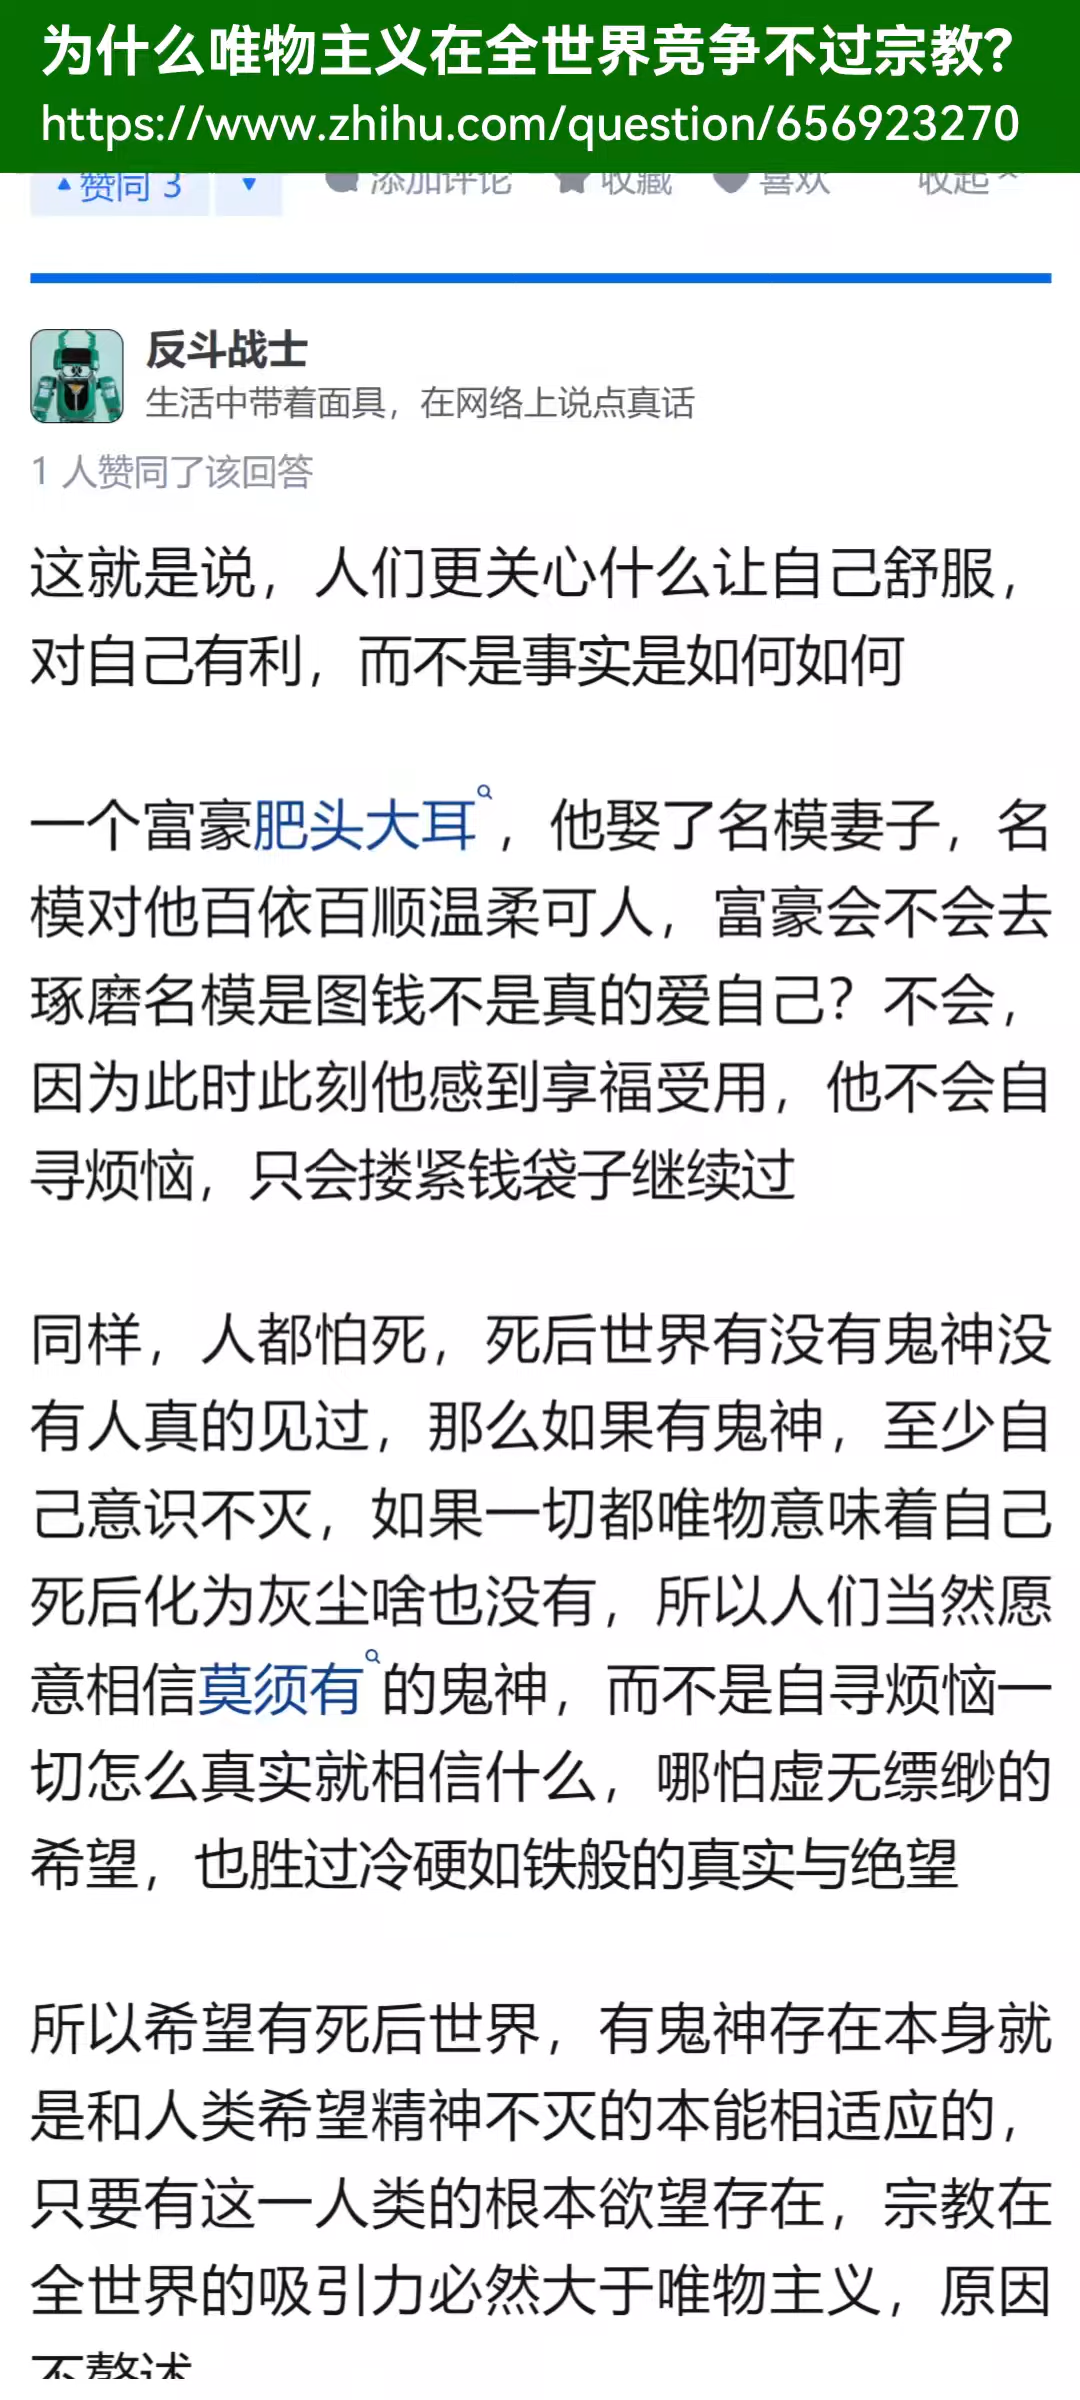 为什么唯物主义在全世界竞争不过宗教?
https://www.zhihu.com/question/656923270
赞同 3 添加评论 收藏 喜欢 收起
反斗战士
生活中带着面具，在网络上说点真话
1 人赞同了该回答
这就是说，人们更关心什么让自己舒服，
对自己有利，而不是事实是如何如何
一个富豪肥头大耳，他娶了名模妻子，名
模对他百依百顺温柔可人，富豪会不会去
琢磨名模是图钱不是真的爱自己？不会，
因为此时此刻他感到享福受用，他不会自
寻烦恼，只会搂紧钱袋子继续过
同样，人都怕死，死后世界有没有鬼神没
有人真的见过，那么如果有鬼神，至少自
己意识不灭，如果一切都唯物意味着自己
死后化为灰尘啥也没有，所以人们当然愿
意相信莫须有的鬼神，而不是自寻烦恼一
切怎么真实就相信什么，哪怕虚无缥缈的
希望，也胜过冷硬如铁般的真实与绝望
所以希望有死后世界，有鬼神存在本身就
是和人类希望精神不灭的本能相适应的，
只要有这一人类的根本欲望存在，宗教在
全世界的吸引力必然大于唯物主义，原因
不赘述